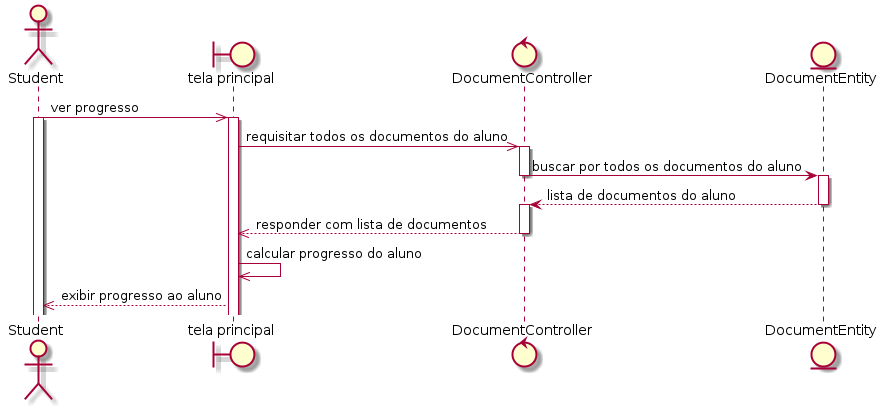 Student
tela principal
DocumentController
DocumentEntity
ver progresso
requisitar todos os documentos do aluno
buscar por todos os documentos do aluno
lista de documentos do aluno
responder com lista de documentos
calcular progresso do aluno
exibir progresso ao aluno
Student
tela principal
DocumentController
DocumentEntity